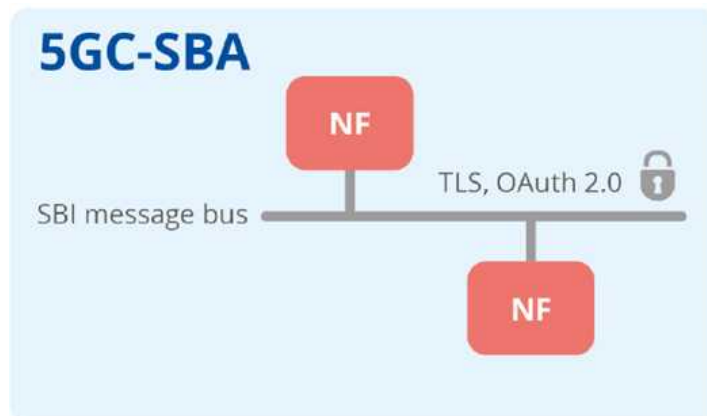 5GC-SBA
NF
TLS, OAuth 2.0
SBI message bus
NF